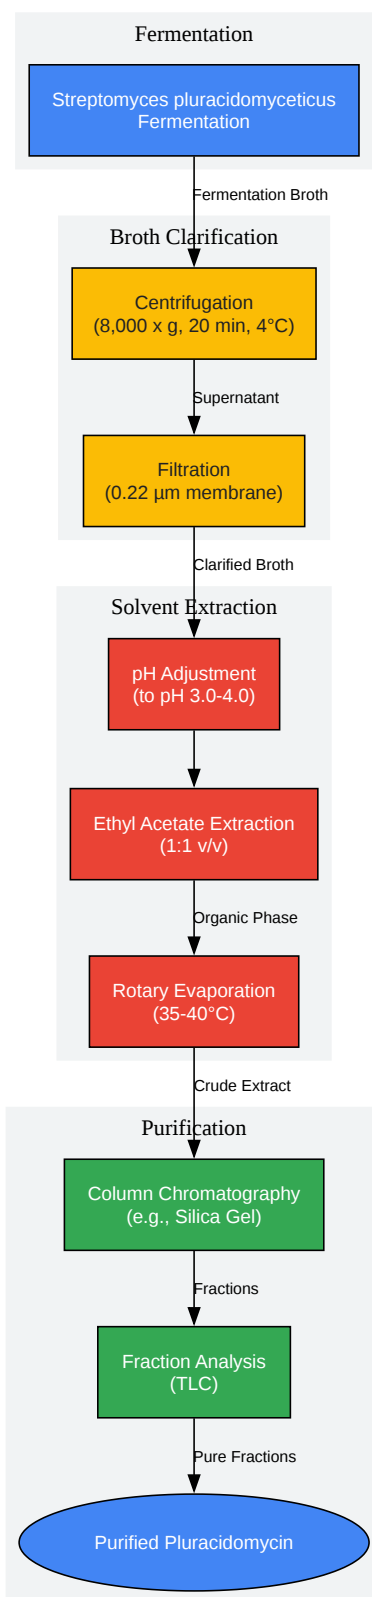 Fermentation
Streptomyces pluracidomyceticus
Fermentation
Fermentation Broth
Broth Clarification
Centrifugation
(8,000 x g, 20 min, 4°C)
Supernatant
Filtration
(0.22 µm membrane)
Clarified Broth
Solvent Extraction
pH Adjustment
(to pH 3.0-4.0)
Ethyl Acetate Extraction
(1:1 v/v)
Organic Phase
Rotary Evaporation
(35-40°C)
Crude Extract
Purification
Column Chromatography
(e.g., Silica Gel)
Fractions
Fraction Analysis
(TLC)
Pure Fractions
Purified Pluracidomycin